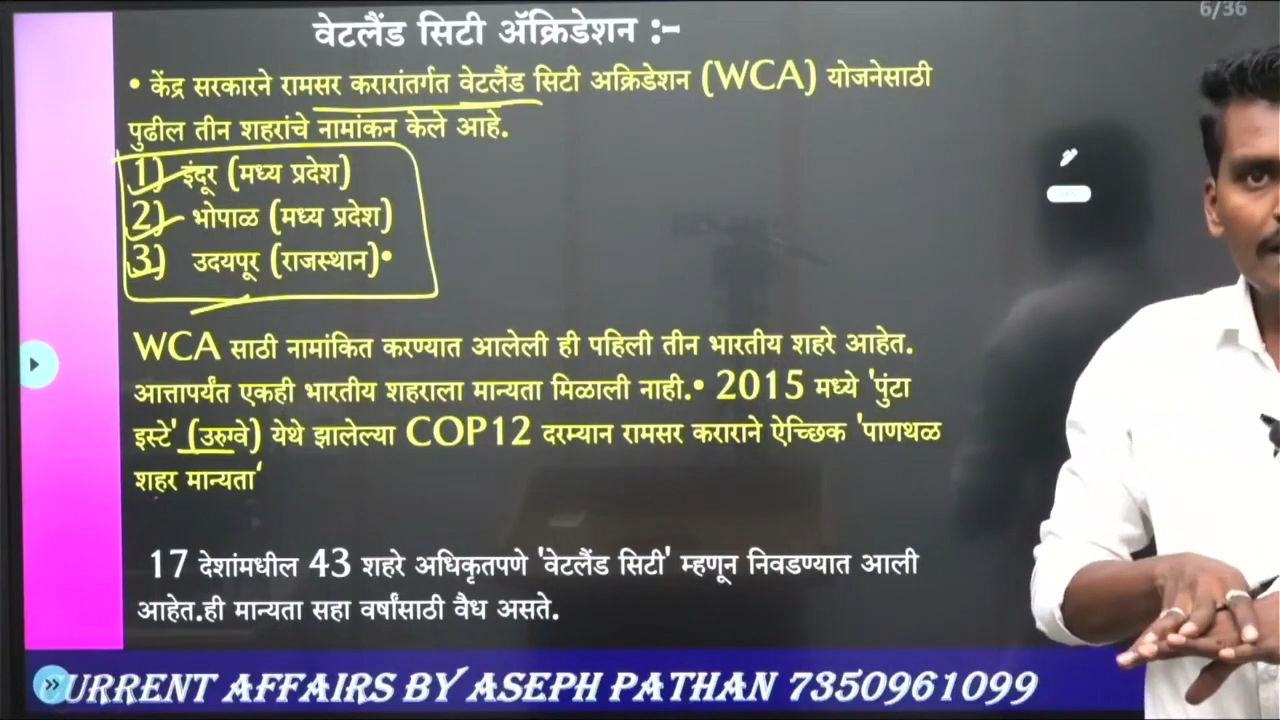 6/36
वेटलैंड सिटी ॲक्रिडेशन :-
• केंद्र सरकारने रामसर करारांतर्गत वेटलैंड सिटी अक्रिडेशन (WCA) योजनेसाठी
पुढील तीन शहरांचे नामांकन केले आहे.
1) इंदूर (मध्य प्रदेश)
2) भोपाळ (मध्य प्रदेश)
3) उदयपूर (राजस्थान)•
WCA साठी नामांकित करण्यात आलेली ही पहिली तीन भारतीय शहरे आहेत.
आत्तापर्यंत एकही भारतीय शहराला मान्यता मिळाली नाही.• 2015 मध्ये 'पुंटा
इस्टे' (उरुग्वे) येथे झालेल्या COP12 दरम्यान रामसर कराराने ऐच्छिक 'पाणथळ
शहर मान्यता'
17 देशांमधील 43 शहरे अधिकृतपणे 'वेटलैंड सिटी' म्हणून निवडण्यात आली
आहेत.ही मान्यता सहा वर्षांसाठी वैध असते.
URRENT AFFAIRS BY ASEPH PATHAN 7350961099